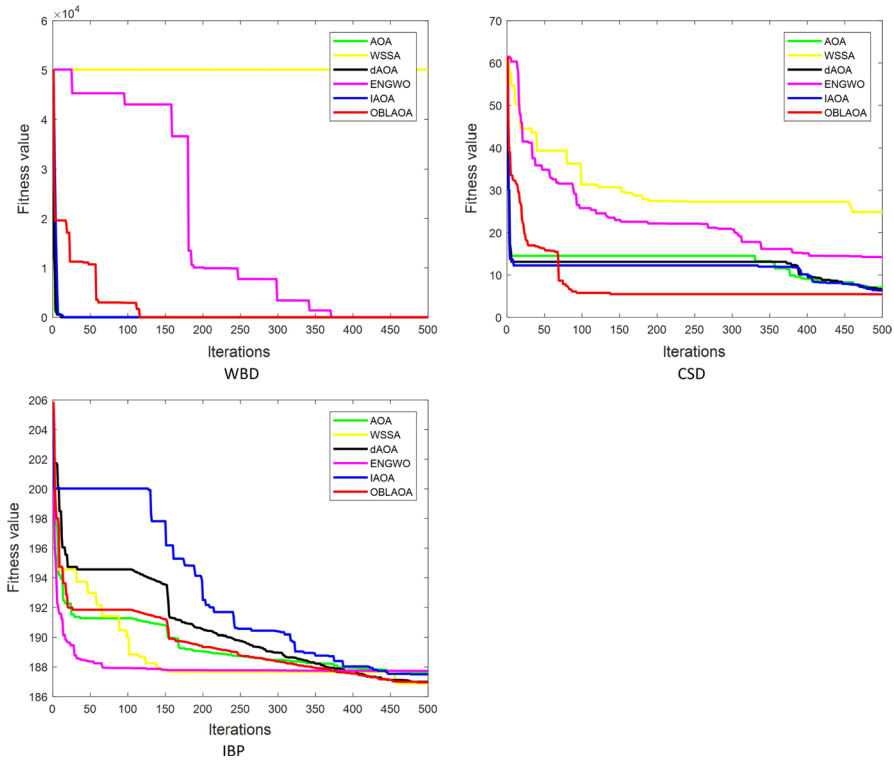 ×10⁴
6
5
4
3
2
1
0
Fitness value
0 50 100 150 200 250 300 350 400 450 500
Iterations
WBD
AOA
WSSA
dAOA
ENGWO
IAOA
OBLAOA
70
60
50
40
30
20
10
0
Fitness value
0 50 100 150 200 250 300 350 400 450 500
Iterations
CSD
AOA
WSSA
dAOA
ENGWO
IAOA
OBLAOA
206
204
202
200
198
196
194
192
190
188
186
Fitness value
0 50 100 150 200 250 300 350 400 450 500
Iterations
IBP
AOA
WSSA
dAOA
ENGWO
IAOA
OBLAOA